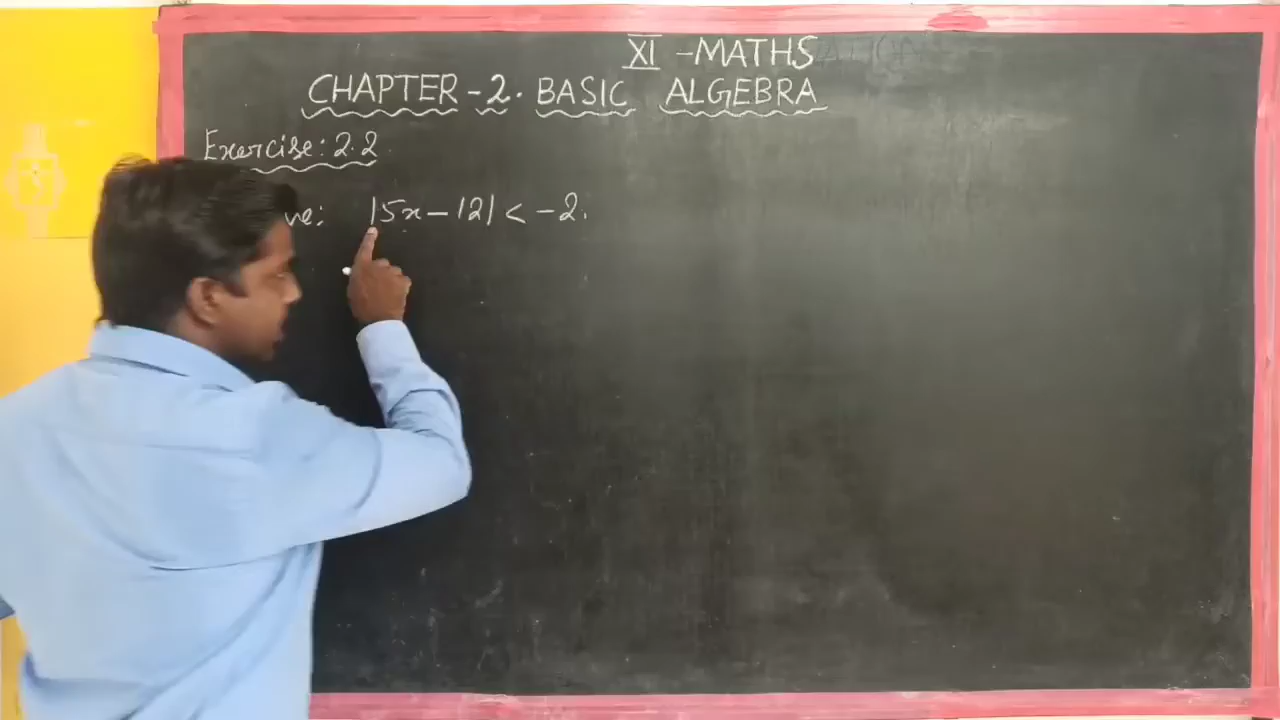 XI - MATHS
CHAPTER - 2. BASIC ALGEBRA
Exercise: 2.2
|5x - 12| < -2.